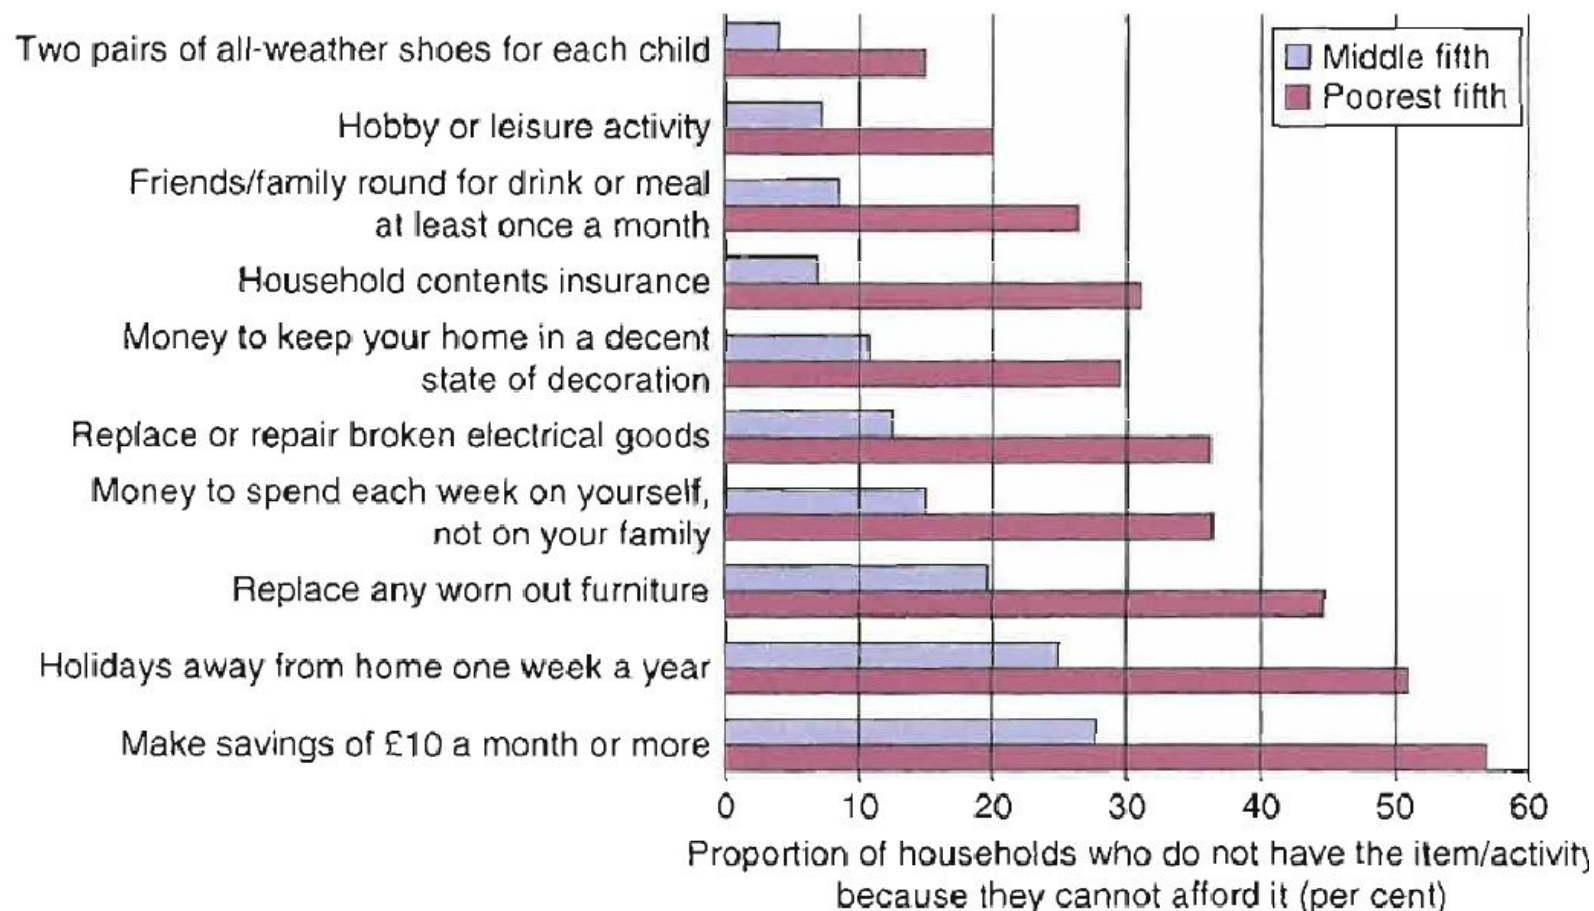 Two pairs of all-weather shoes for each child
Hobby or leisure activity
Friends/family round for drink or meal
at least once a month
Household contents insurance
Money to keep your home in a decent
state of decoration
Replace or repair broken electrical goods
Money to spend each week on yourself,
not on your family
Replace any worn out furniture
Holidays away from home one week a year
Make savings of £10 a month or more
Middle fifth
Poorest fifth
0 10 20 30 40 50 60
Proportion of households who do not have the item/activity
because they cannot afford it (per cent)